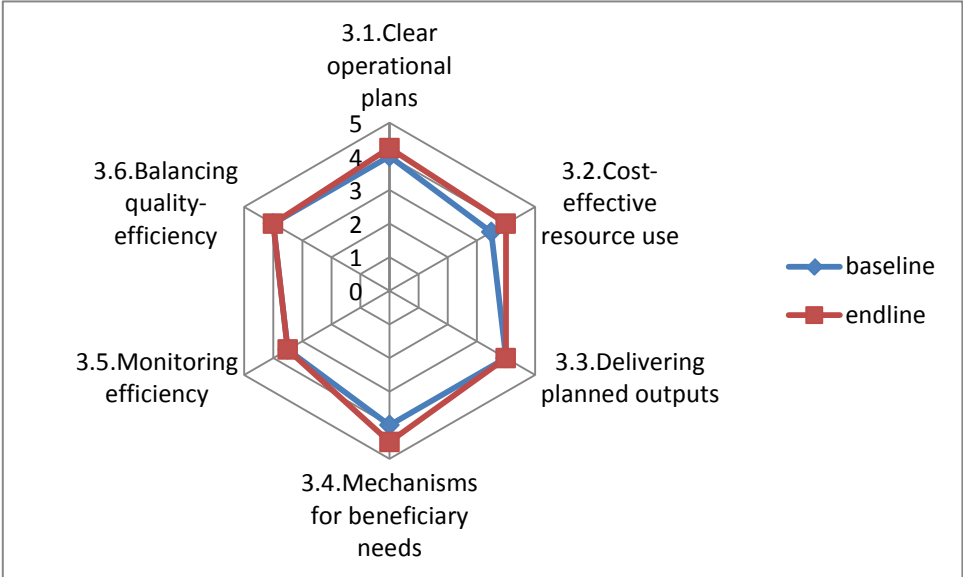 3.1.Clear
operational
plans
5
4
3
2
1
0
3.2.Cost-
effective
resource use
3.3.Delivering
planned outputs
3.4.Mechanisms
for beneficiary
needs
3.5.Monitoring
efficiency
3.6.Balancing
quality-
efficiency
baseline
endline